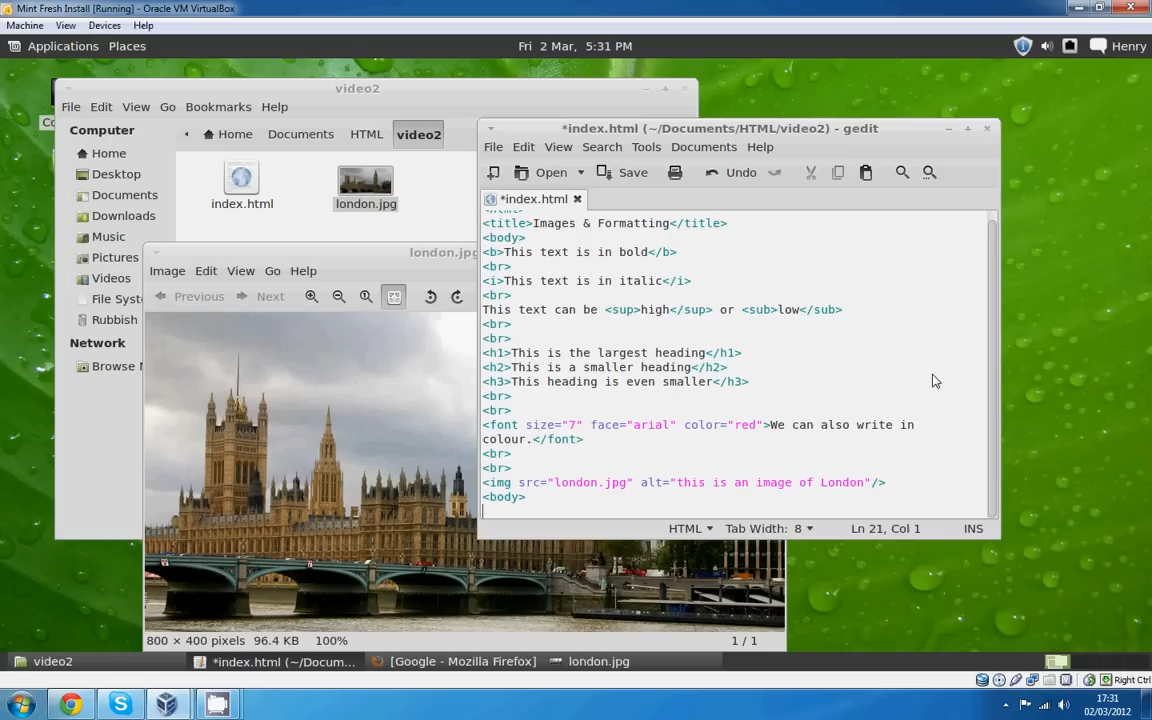 Mint Fresh Install [Running] - Oracle VM VirtualBox
Machine View Devices Help
Applications Places
Fri 2 Mar, 5:31 PM
Henry
video2
File Edit View Go Bookmarks Help
Computer
Home
Desktop
Documents
Downloads
Music
Pictures
Videos
File Syst
Rubbish
Network
Browse
Home Documents HTML video2
index.html
london.jpg
london.jpg
Image Edit View Go Help
Previous Next
800 × 400 pixels 96.4 KB 100%
1 / 1
*index.html (~/Documents/HTML/video2) - gedit
File Edit View Search Tools Documents Help
Open Save Undo
*index.html
<title>Images & Formatting</title>
<body>
<b>This text is in bold</b>
<br>
<i>This text is in italic</i>
<br>
This text can be <sup>high</sup> or <sub>low</sub>
<br>
<br>
<h1>This is the largest heading</h1>
<h2>This is a smaller heading</h2>
<h3>This heading is even smaller</h3>
<br>
<br>
<font size="7" face="arial" color="red">We can also write in
colour.</font>
<br>
<br>
<img src="london.jpg" alt="this is an image of London"/>
<body>
HTML Tab Width: 8 Ln 21, Col 1 INS
video2
*index.html (~/Docum...
[Google - Mozilla Firefox]
london.jpg
Right Ctrl
17:31
02/03/2012